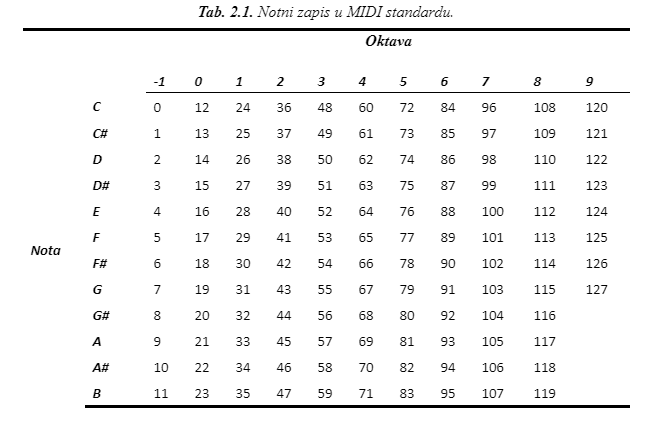 Tab. 2.1. Notni zapis u MIDI standardu.
Oktava
-1 0 1 2 3 4 5 6 7 8 9
C 0 12 24 36 48 60 72 84 96 108 120
C# 1 13 25 37 49 61 73 85 97 109 121
D 2 14 26 38 50 62 74 86 98 110 122
D# 3 15 27 39 51 63 75 87 99 111 123
E 4 16 28 40 52 64 76 88 100 112 124
F 5 17 29 41 53 65 77 89 101 113 125
Nota
F# 6 18 30 42 54 66 78 90 102 114 126
G 7 19 31 43 55 67 79 91 103 115 127
G# 8 20 32 44 56 68 80 92 104 116
A 9 21 33 45 57 69 81 93 105 117
A# 10 22 34 46 58 70 82 94 106 118
B 11 23 35 47 59 71 83 95 107 119